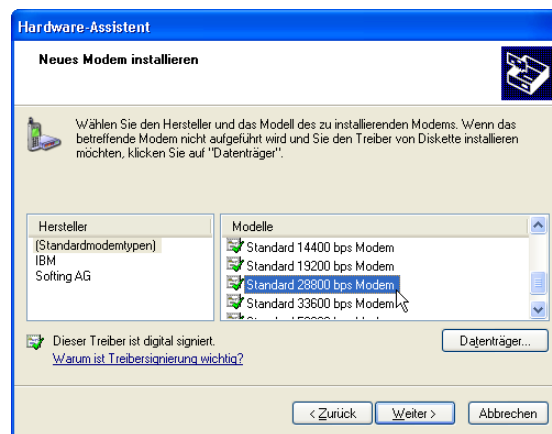 Hardware-Assistent
Neues Modem installieren
Wählen Sie den Hersteller und das Modell des zu installierenden Modems. Wenn das
betreffende Modem nicht aufgeführt wird und Sie den Treiber von Diskette installieren
möchten, klicken Sie auf "Datenträger".
Hersteller
(Standardmodemtypen)
IBM
Softing AG
Modelle
Standard 14400 bps Modem
Standard 19200 bps Modem
Standard 28800 bps Modem
Standard 33600 bps Modem
Dieser Treiber ist digital signiert.
Warum ist Treibersignierung wichtig?
Datenträger...
< Zurück
Weiter >
Abbrechen